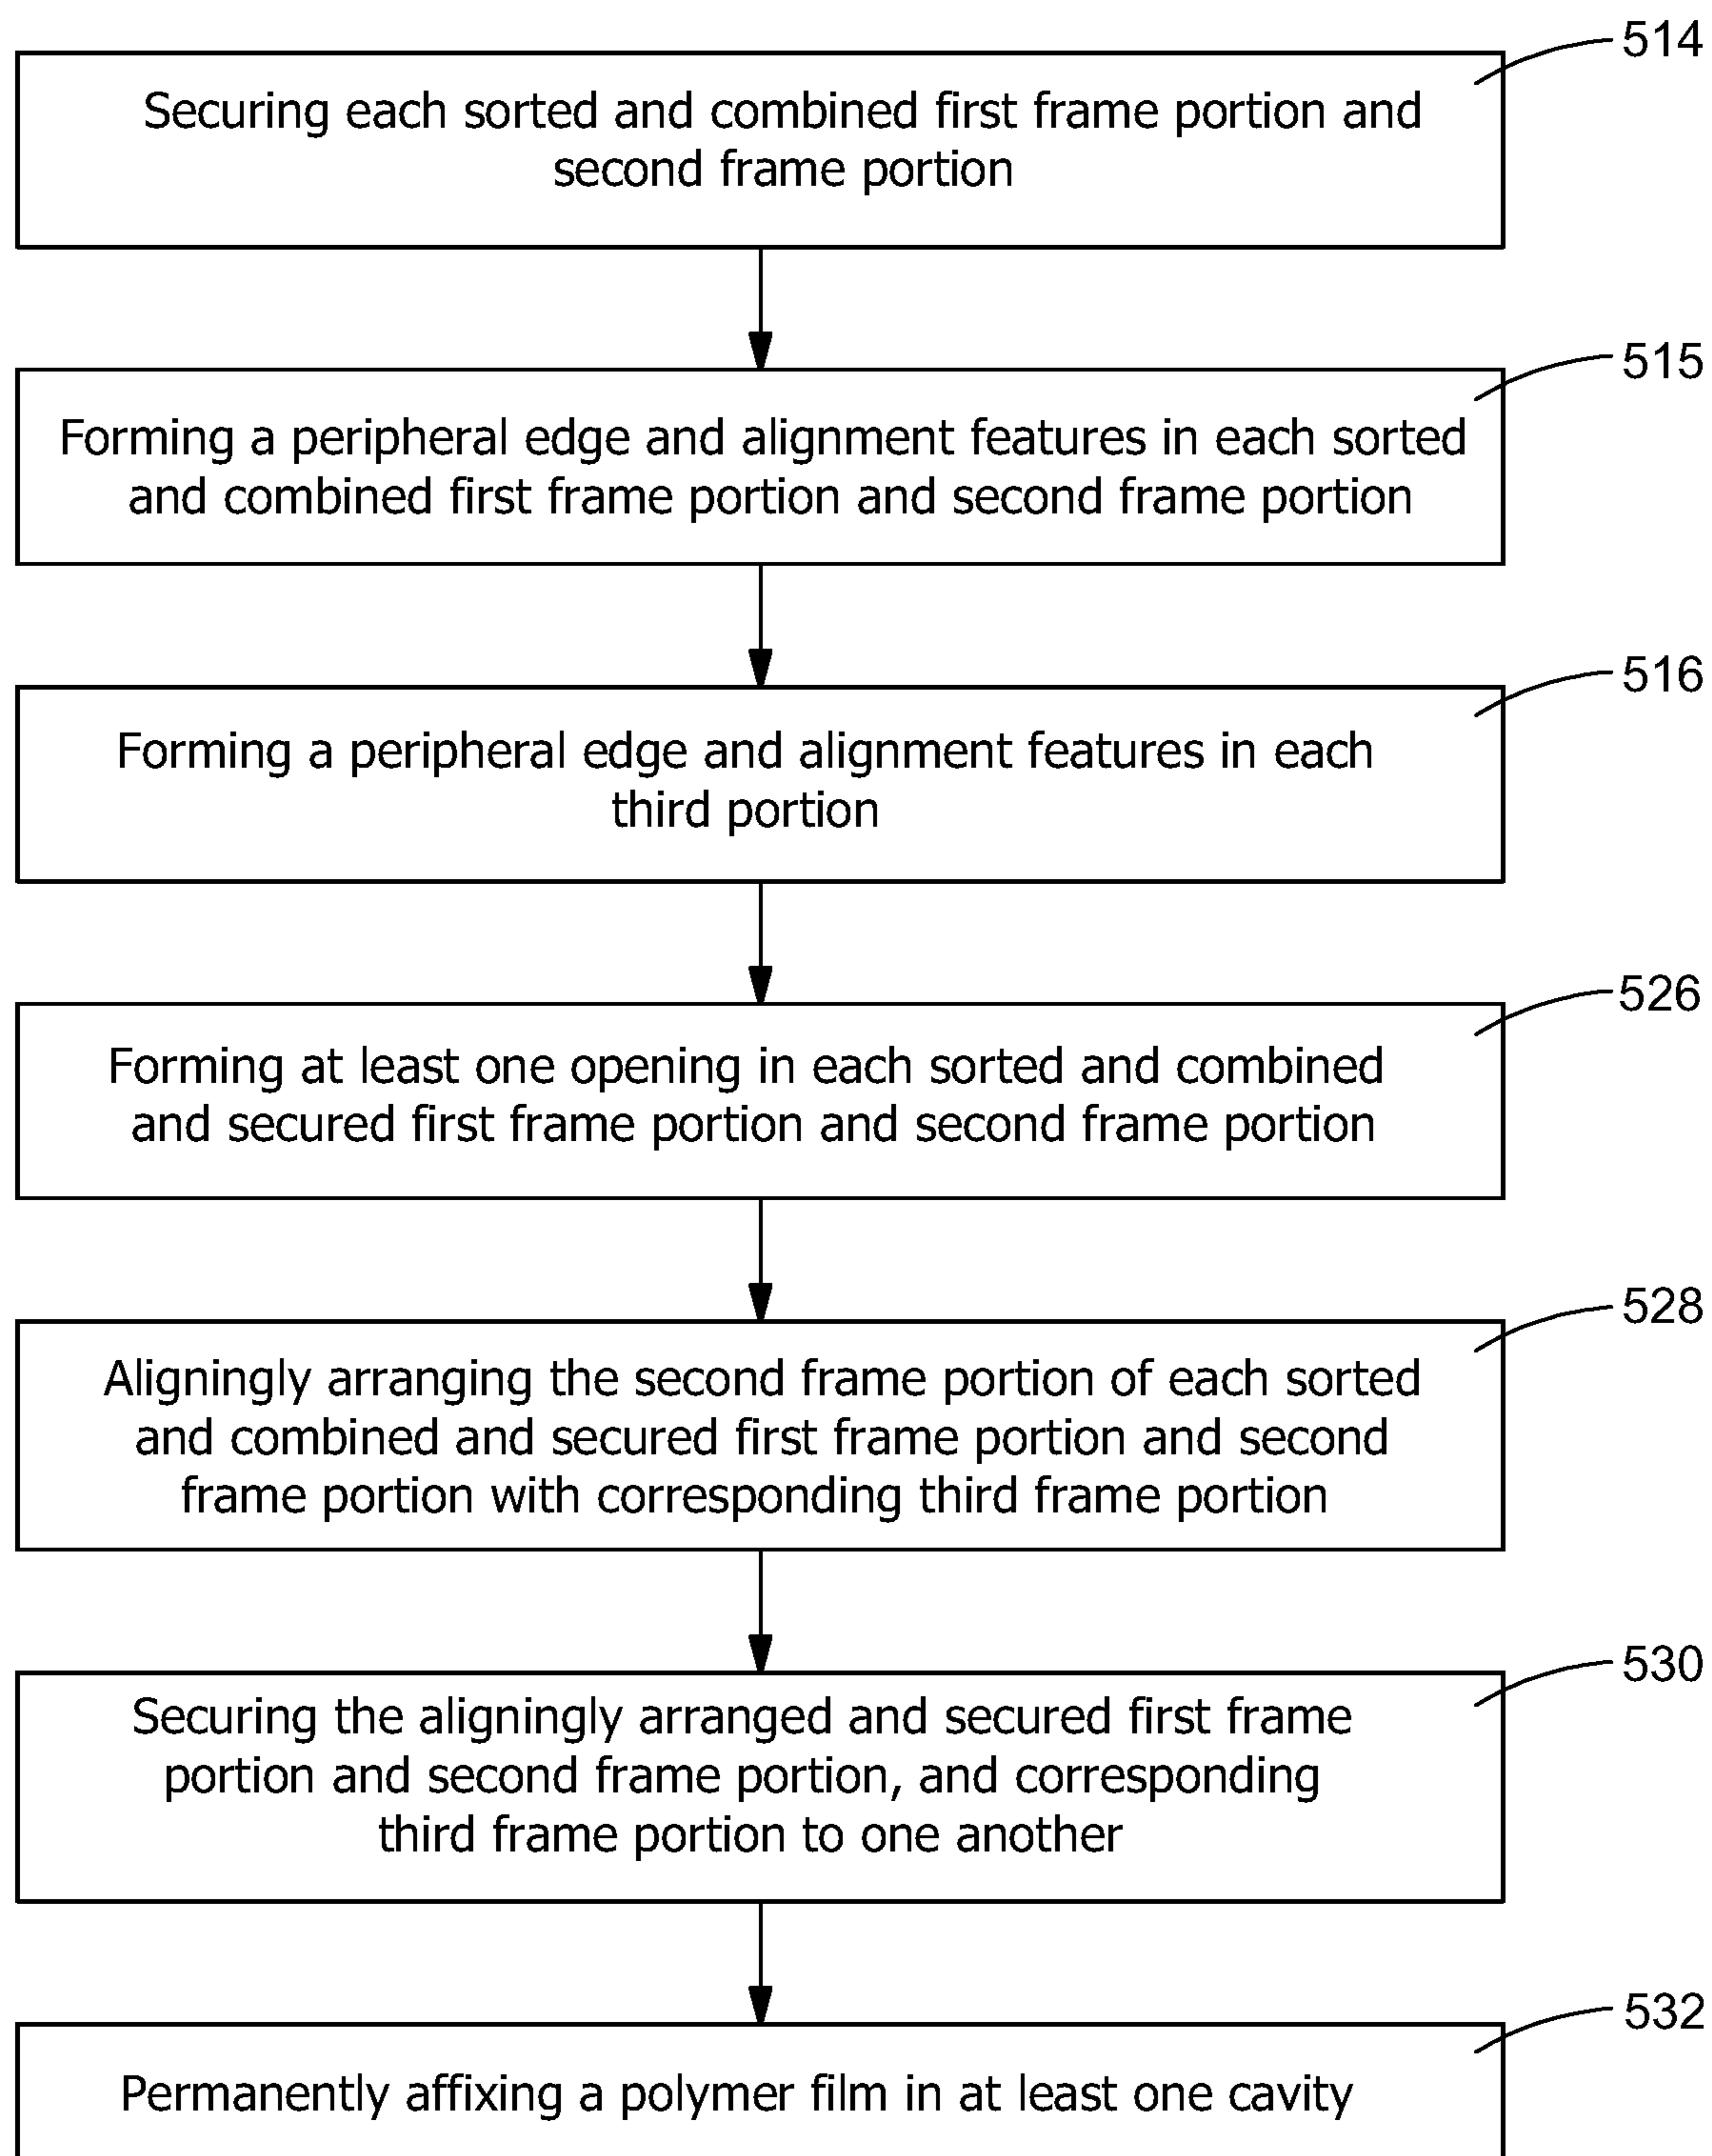 514
Securing each sorted and combined first frame portion and
second frame portion
515
Forming a peripheral edge and alignment features in each sorted
and combined first frame portion and second frame portion
516
Forming a peripheral edge and alignment features in each
third portion
526
Forming at least one opening in each sorted and combined
and secured first frame portion and second frame portion
528
Aligningly arranging the second frame portion of each sorted
and combined and secured first frame portion and second
frame portion with corresponding third frame portion
530
Securing the aligningly arranged and secured first frame
portion and second frame portion, and corresponding
third frame portion to one another
532
Permanently affixing a polymer film in at least one cavity